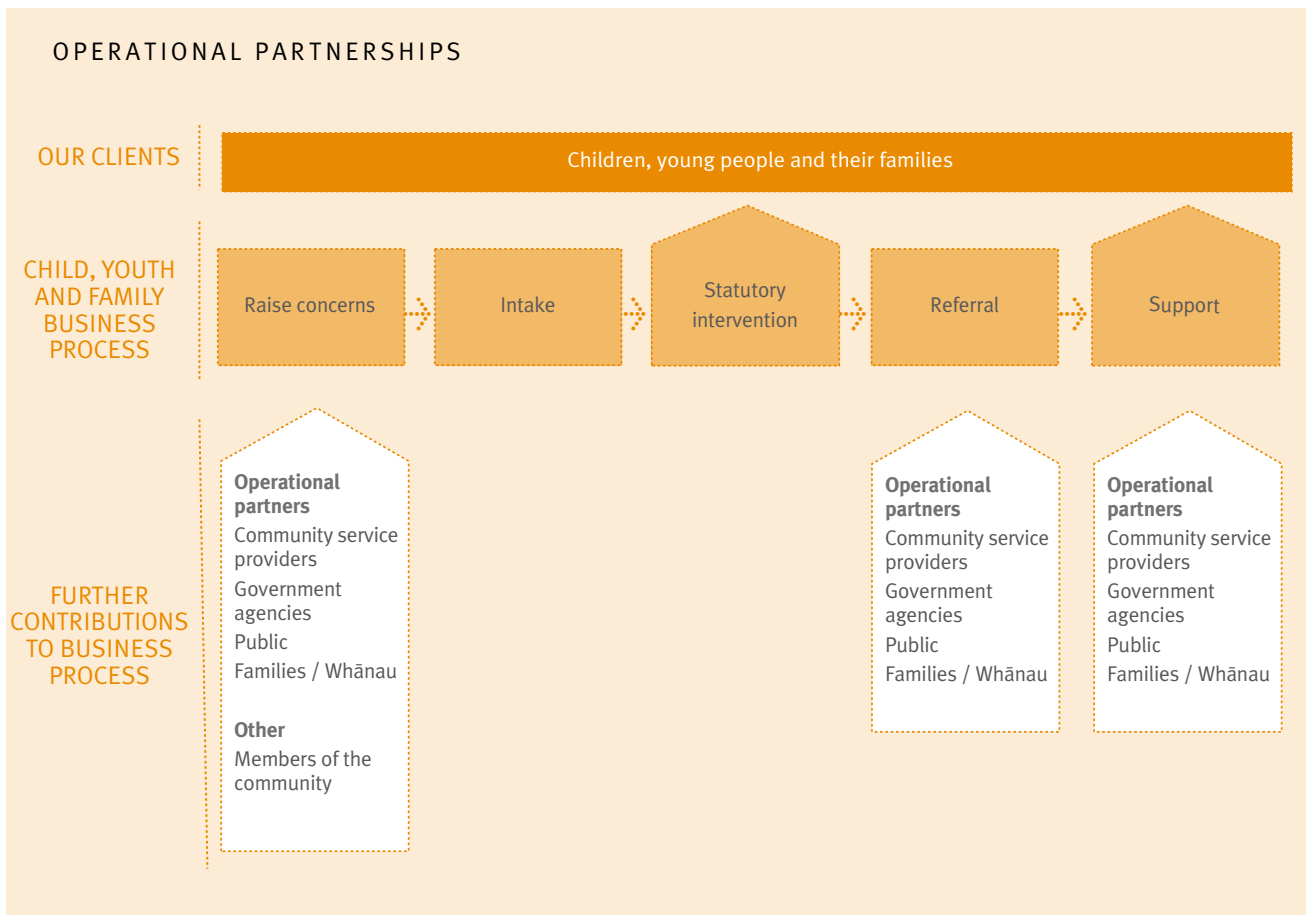 OPERATIONAL PARTNERSHIPS
OUR CLIENTS
Children, young people and their families
CHILD, YOUTH
AND FAMILY
BUSINESS
PROCESS
Raise concerns
Intake
Statutory
intervention
Referral
Support
FURTHER
CONTRIBUTIONS
TO BUSINESS
PROCESS
Operational
partners
Community service
providers
Government
agencies
Public
Families / Whānau
Other
Members of the
community
Operational
partners
Community service
providers
Government
agencies
Public
Families / Whānau
Operational
partners
Community service
providers
Government
agencies
Public
Families / Whānau